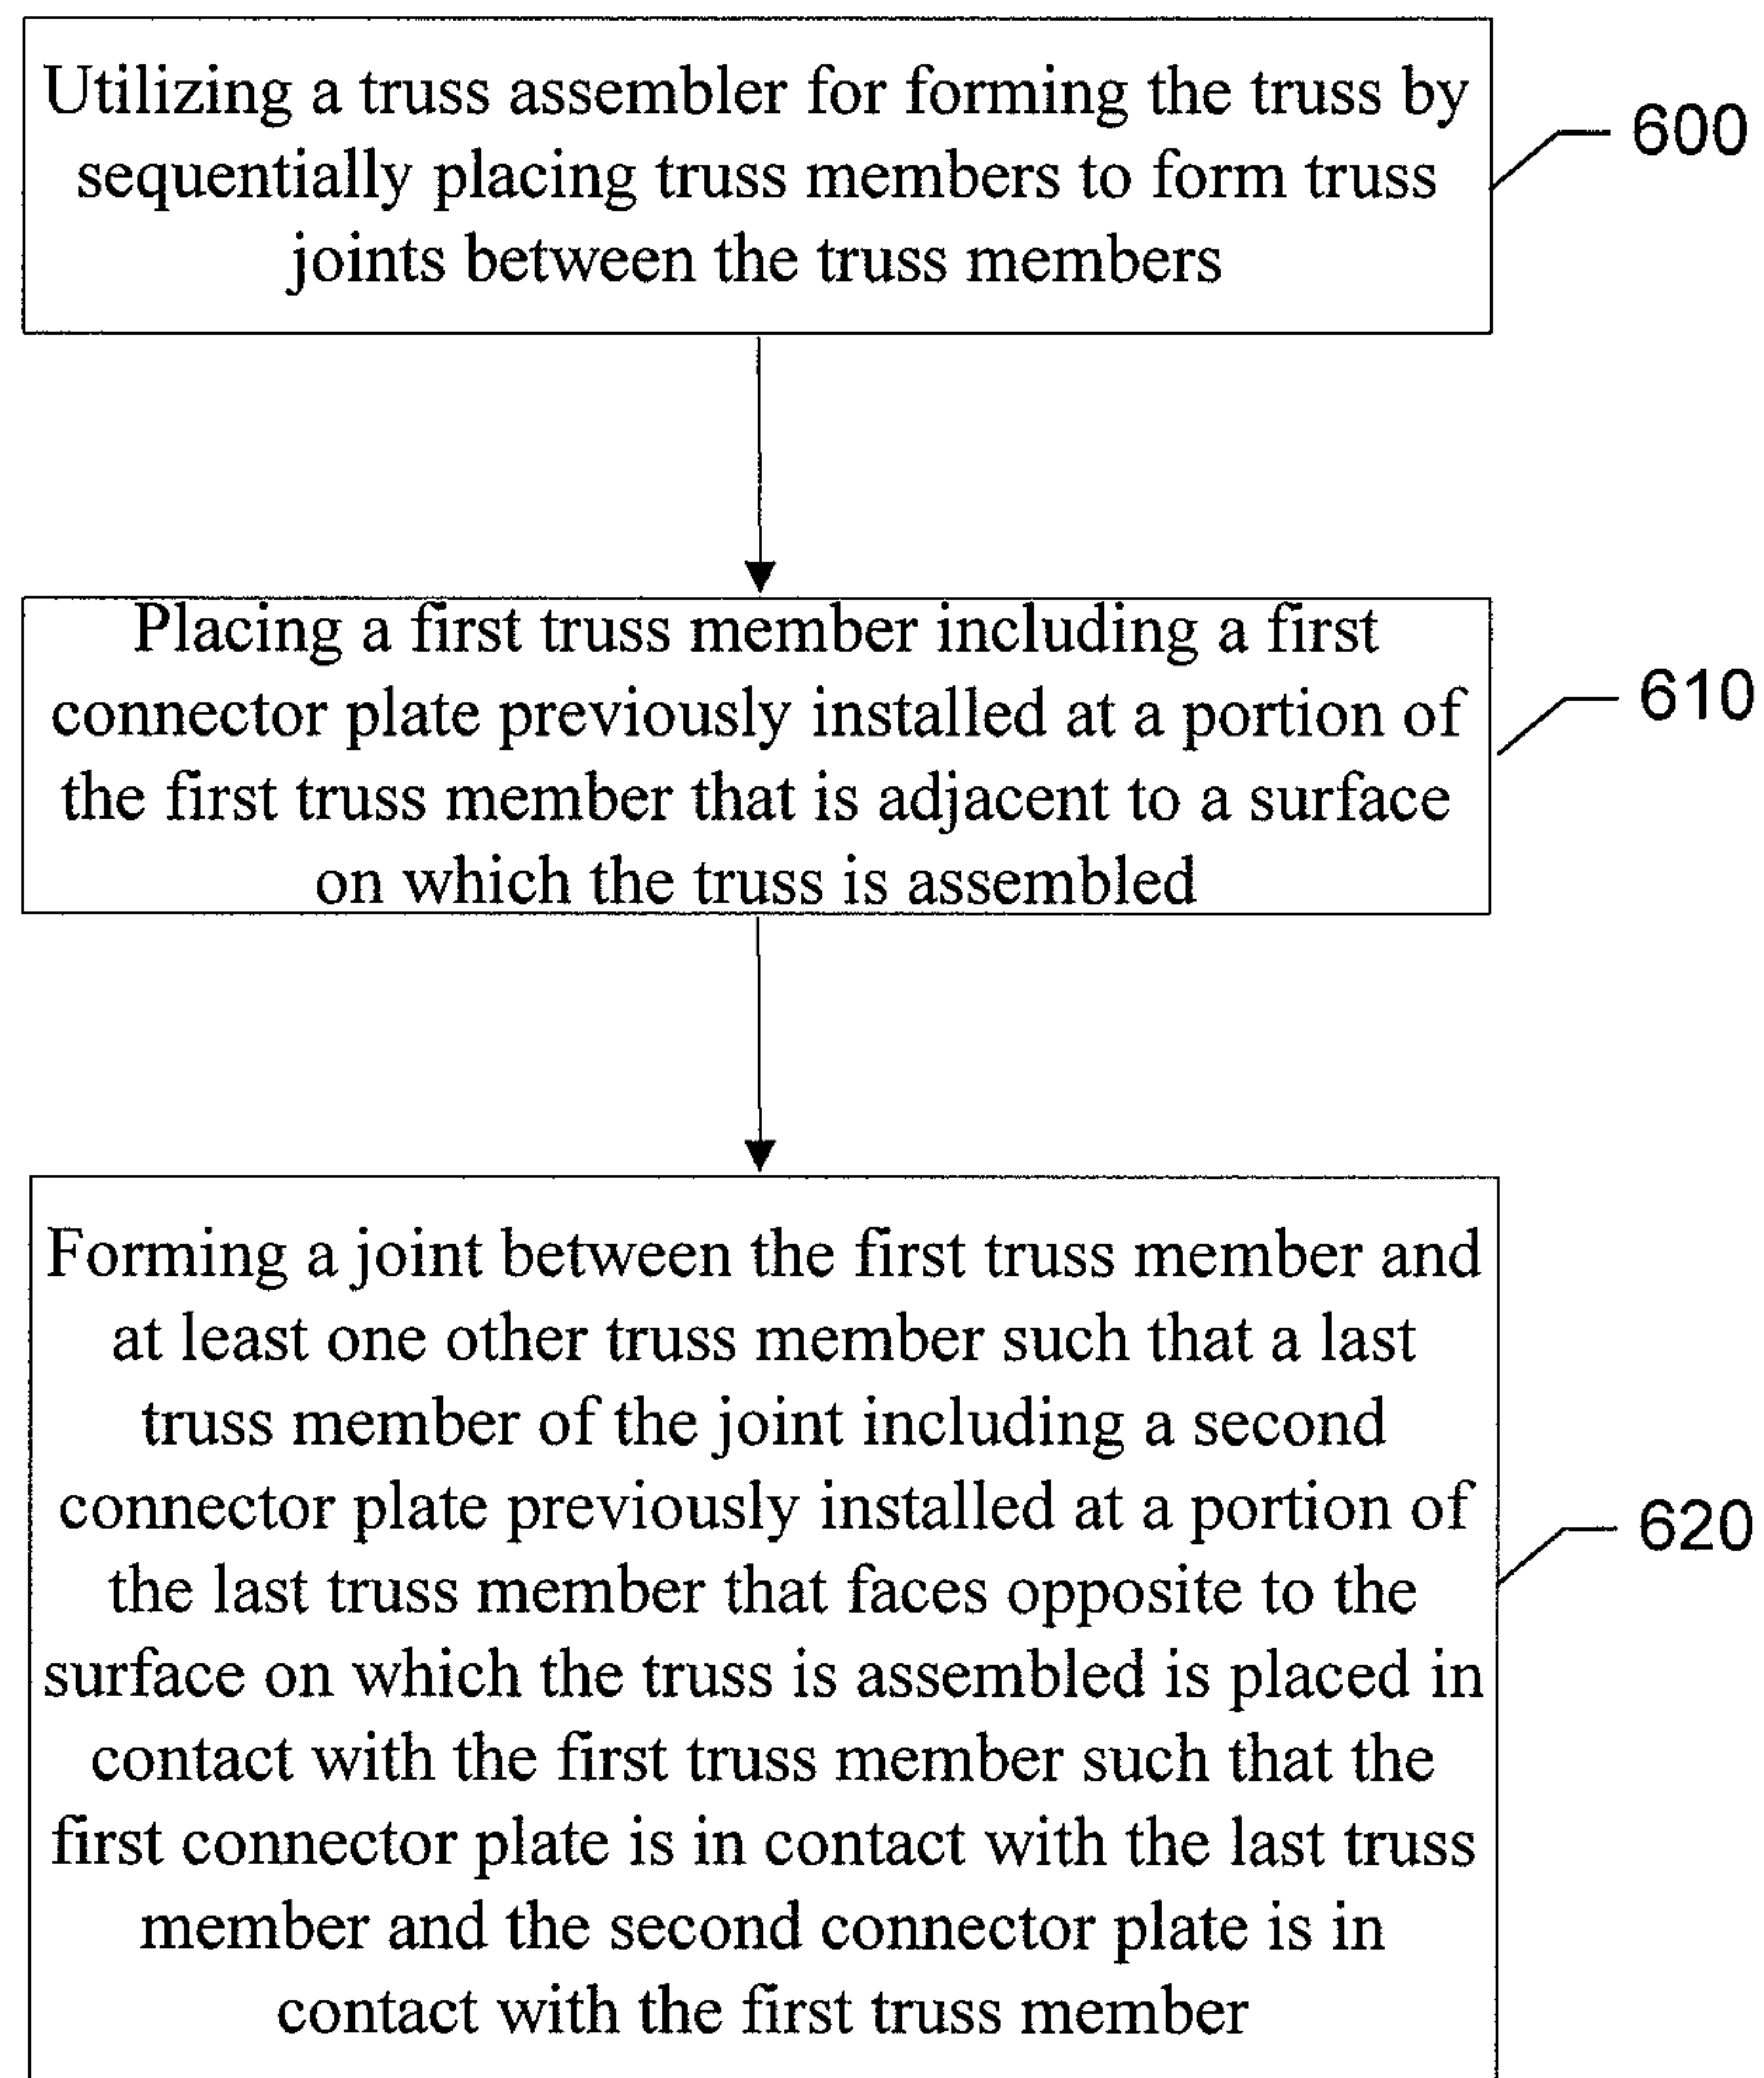 Utilizing a truss assembler for forming the truss by
sequentially placing truss members to form truss
joints between the truss members
600
Placing a first truss member including a first
connector plate previously installed at a portion of
the first truss member that is adjacent to a surface
on which the truss is assembled
610
Forming a joint between the first truss member and
at least one other truss member such that a last
truss member of the joint including a second
connector plate previously installed at a portion of
the last truss member that faces opposite to the
surface on which the truss is assembled is placed in
contact with the first truss member such that the
first connector plate is in contact with the last truss
member and the second connector plate is in
contact with the first truss member
620